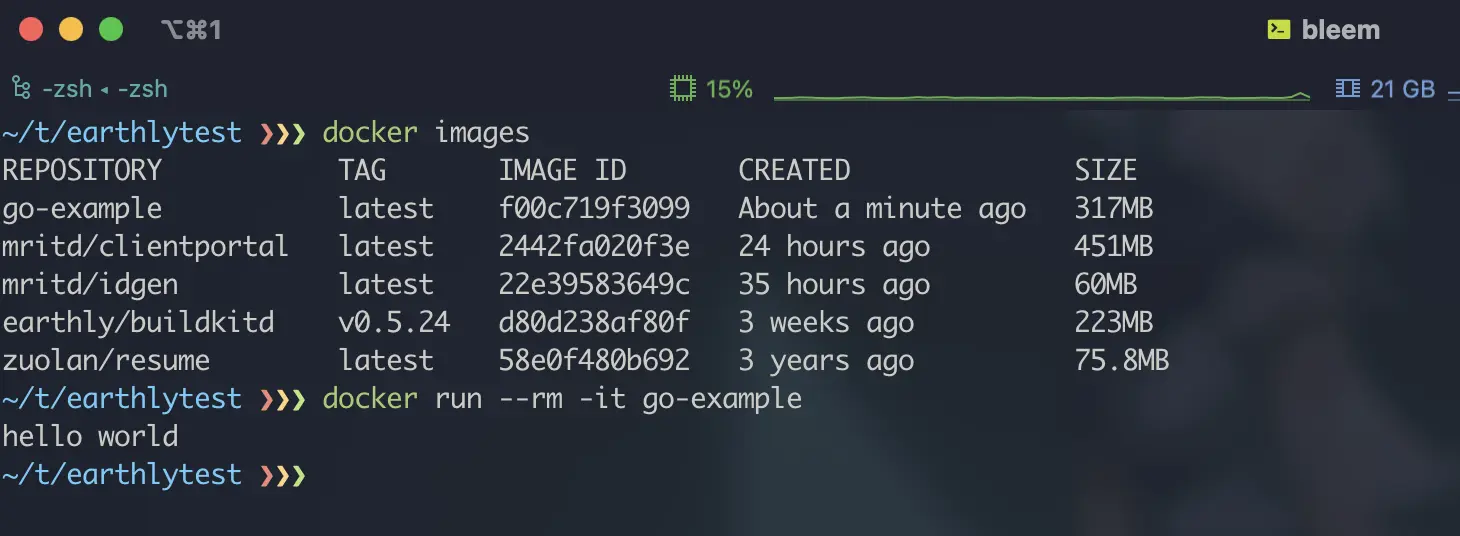 ⌥⌘1 bleem
-zsh ◂ -zsh 15% 21 GB
~/t/earthlytest ❯❯❯ docker images
REPOSITORY TAG IMAGE ID CREATED SIZE
go-example latest f00c719f3099 About a minute ago 317MB
mritd/clientportal latest 2442fa020f3e 24 hours ago 451MB
mritd/idgen latest 22e39583649c 35 hours ago 60MB
earthly/buildkitd v0.5.24 d80d238af80f 3 weeks ago 223MB
zuolan/resume latest 58e0f480b692 3 years ago 75.8MB
~/t/earthlytest ❯❯❯ docker run --rm -it go-example
hello world
~/t/earthlytest ❯❯❯